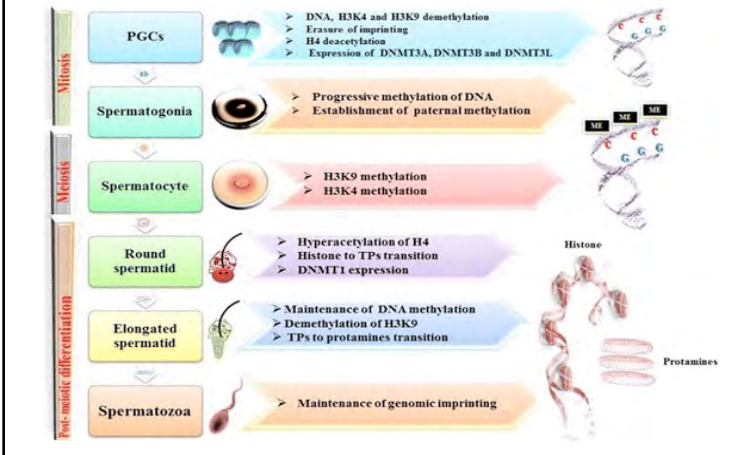 Mitosis
PGCs
➢ DNA, H3K4 and H3K9 demethylation
➢ Erasure of imprinting
➢ H4 deacetylation
➢ Expression of DNMT3A, DNMT3B and DNMT3L
C C
G G G
Spermatogonia
➢ Progressive methylation of DNA
➢ Establishment of paternal methylation
ME ME ME
C C C
G G G
Meiosis
Spermatocyte
➢ H3K9 methylation
➢ H3K4 methylation
Post- meiotic differentiation
Round
spermatid
➢ Hyperacetylation of H4
➢ Histone to TPs transition
➢ DNMT1 expression
Histone
Elongated
spermatid
➢ Maintenance of DNA methylation
➢ Demethylation of H3K9
➢ TPs to protamines transition
Protamines
Spermatozoa
➢ Maintenance of genomic imprinting